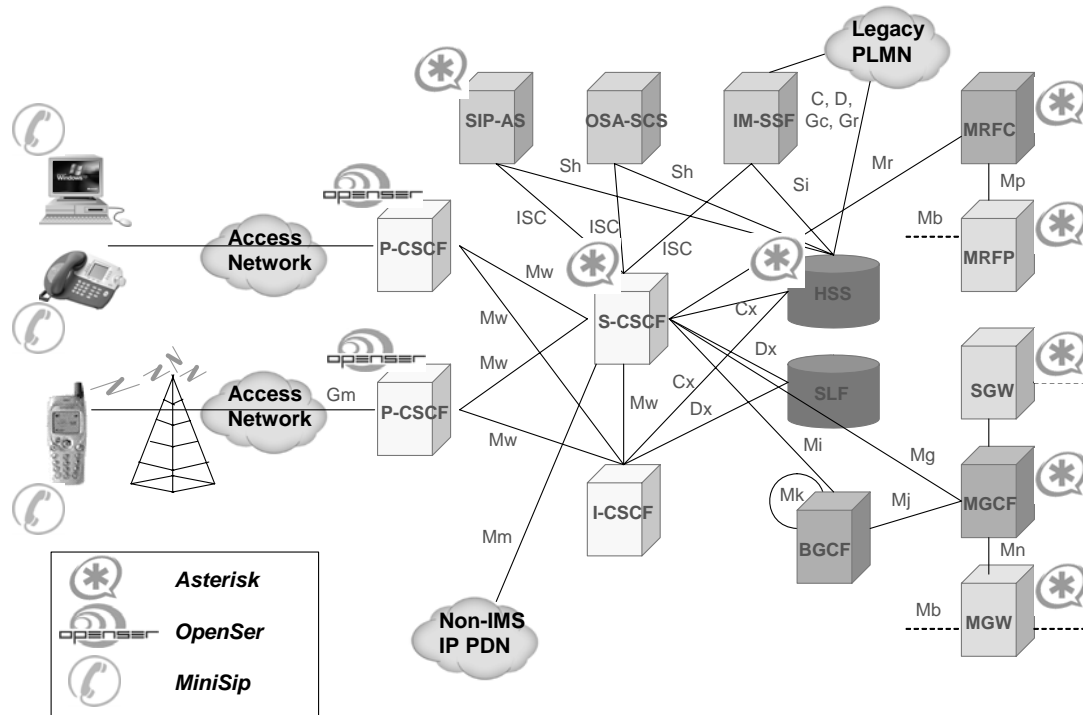 Legacy
PLMN
SIP-AS
OSA-SCS
IM-SSF
C, D,
Gc, Gr
MRFC
Sh
Sh
Si
Mr
Mp
Windows
openser
ISC
ISC
ISC
Mb
MRFP
Access
Network
P-CSCF
Mw
HSS
S-CSCF
Cx
Mw
Dx
openser
Mw
Access
Network
Gm
P-CSCF
Cx
Mw
Dx
SLF
SGW
Mw
Mi
Mg
I-CSCF
Mk
Mj
MGCF
Mm
BGCF
Mn
Asterisk
Non-IMS
IP PDN
Mb
MGW
openser
OpenSer
MiniSip